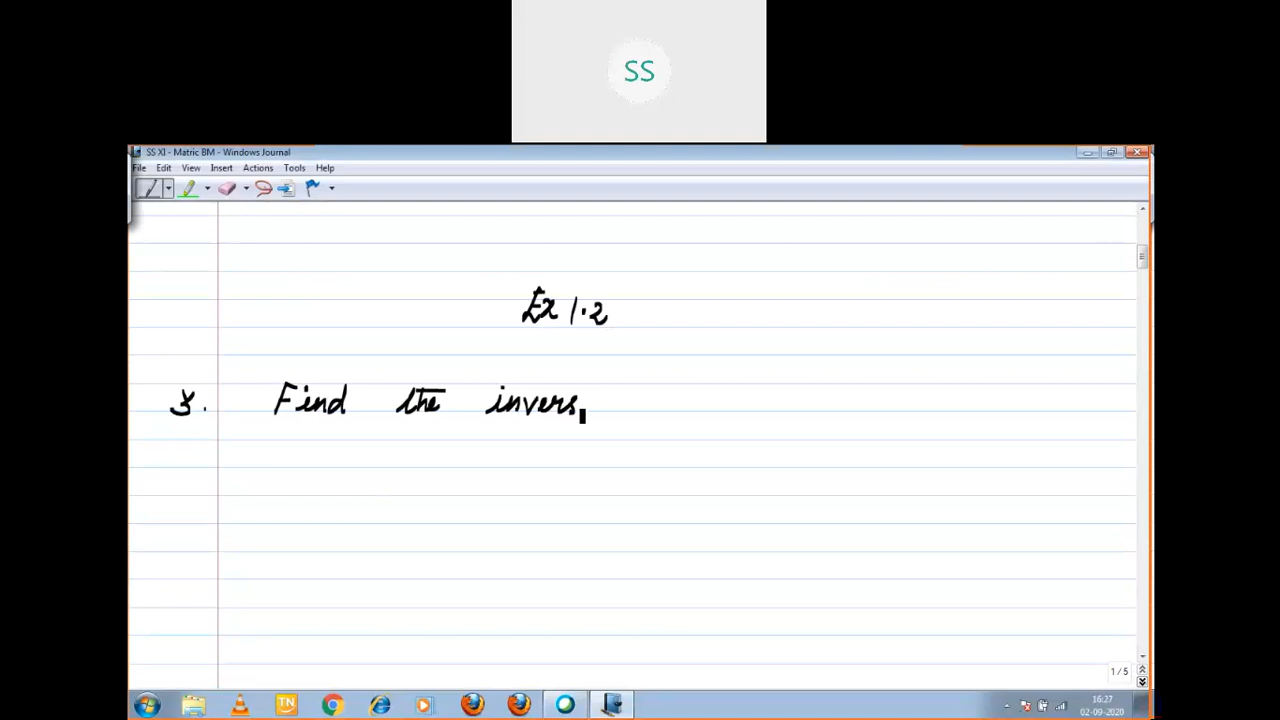 SS
SS XI - Matric BM - Windows Journal
File Edit View Insert Actions Tools Help
Ex 1.2
3. Find the invers
1 / 5
TN
16:27
02-09-2020